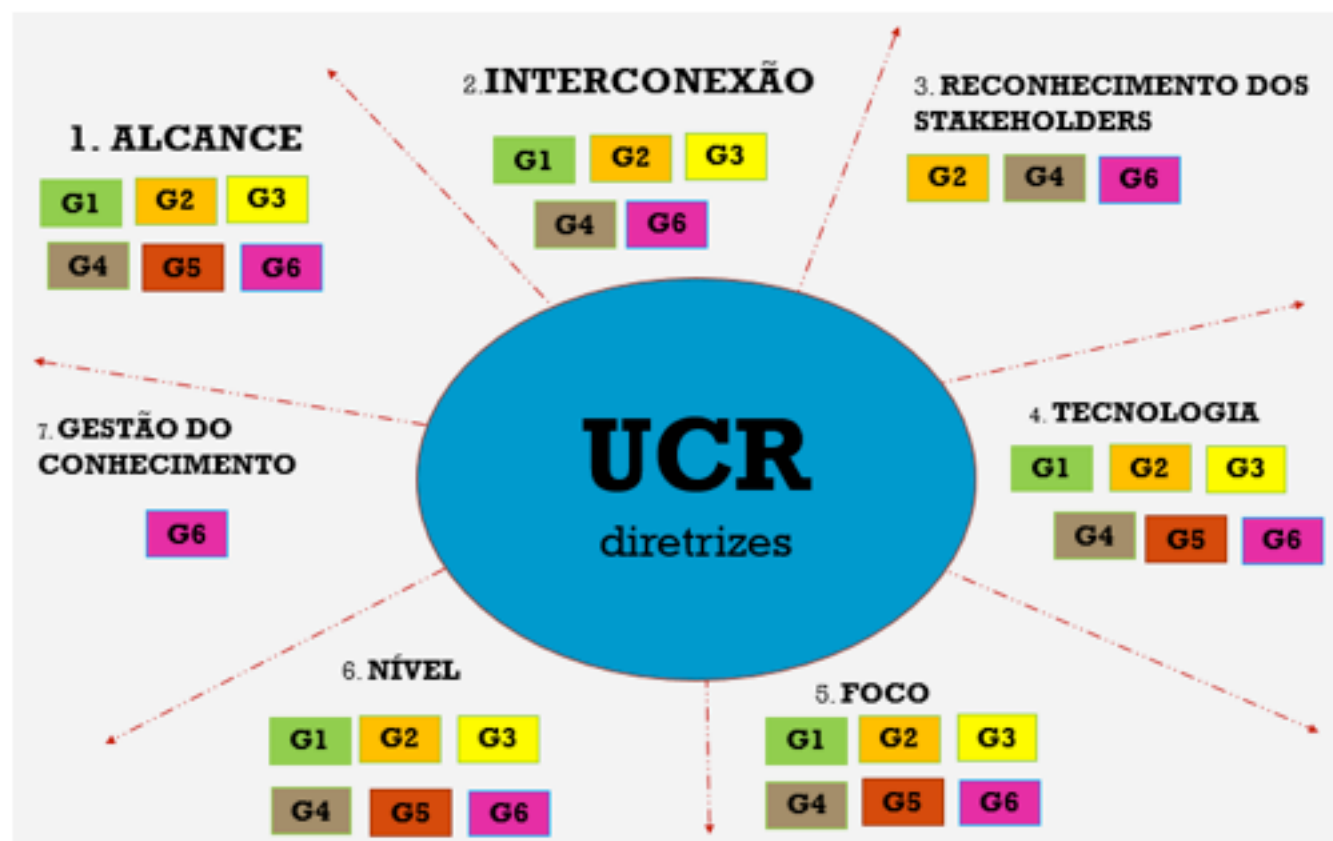 1. ALCANCE
G1 G2 G3
G4 G5 G6
2. INTERCONEXÃO
G1 G2 G3
G4 G6
3. RECONHECIMENTO DOS
STAKEHOLDERS
G2 G4 G6
4. TECNOLOGIA
G1 G2 G3
G4 G5 G6
5. FOCO
G1 G2 G3
G4 G5 G6
6. NÍVEL
G1 G2 G3
G4 G5 G6
7. GESTÃO DO
CONHECIMENTO
G6
UCR
diretrizes